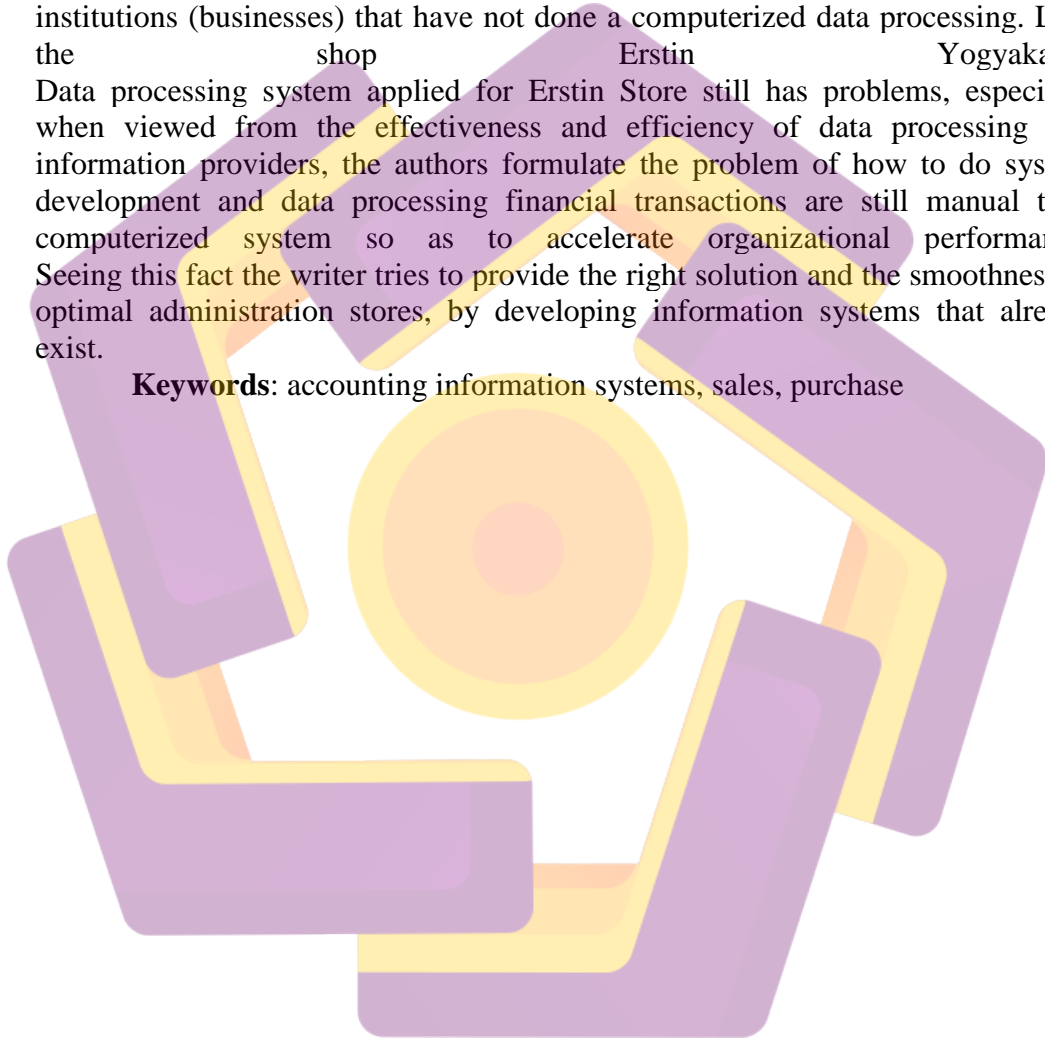 institutions (businesses) that have not done a computerized data processing. L
the shop Erstin Yogyaka
Data processing system applied for Erstin Store still has problems, especi
when viewed from the effectiveness and efficiency of data processing
information providers, the authors formulate the problem of how to do sys
development and data processing financial transactions are still manual t
computerized system so as to accelerate organizational performa
Seeing this fact the writer tries to provide the right solution and the smoothnes
optimal administration stores, by developing information systems that alre
exist.
Keywords: accounting information systems, sales, purchase